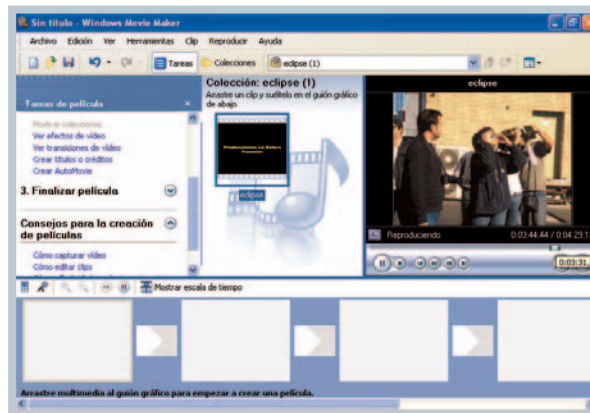 Sin título - Windows Movie Maker
Archivo Edición Ver Herramientas Clip Reproducir Ayuda
Tareas Colecciones eclipse (1)
Tareas de película
Mostrar colecciones
Ver efectos de vídeo
Ver transiciones de vídeo
Crear títulos o créditos
Crear AutoMovie
3. Finalizar película
Consejos para la creación
de películas
Cómo capturar vídeo
Cómo editar clips
Colección: eclipse (1)
Arrastre un clip y suéltelo en el guión gráfico
de abajo.
Producciones La Esfera
Presentan
eclipse
eclipse
Reproduciendo 0:03:44.44 / 0:04:29.1
0:03:31
Mostrar escala de tiempo
Arrastre multimedia al guión gráfico para empezar a crear una película.